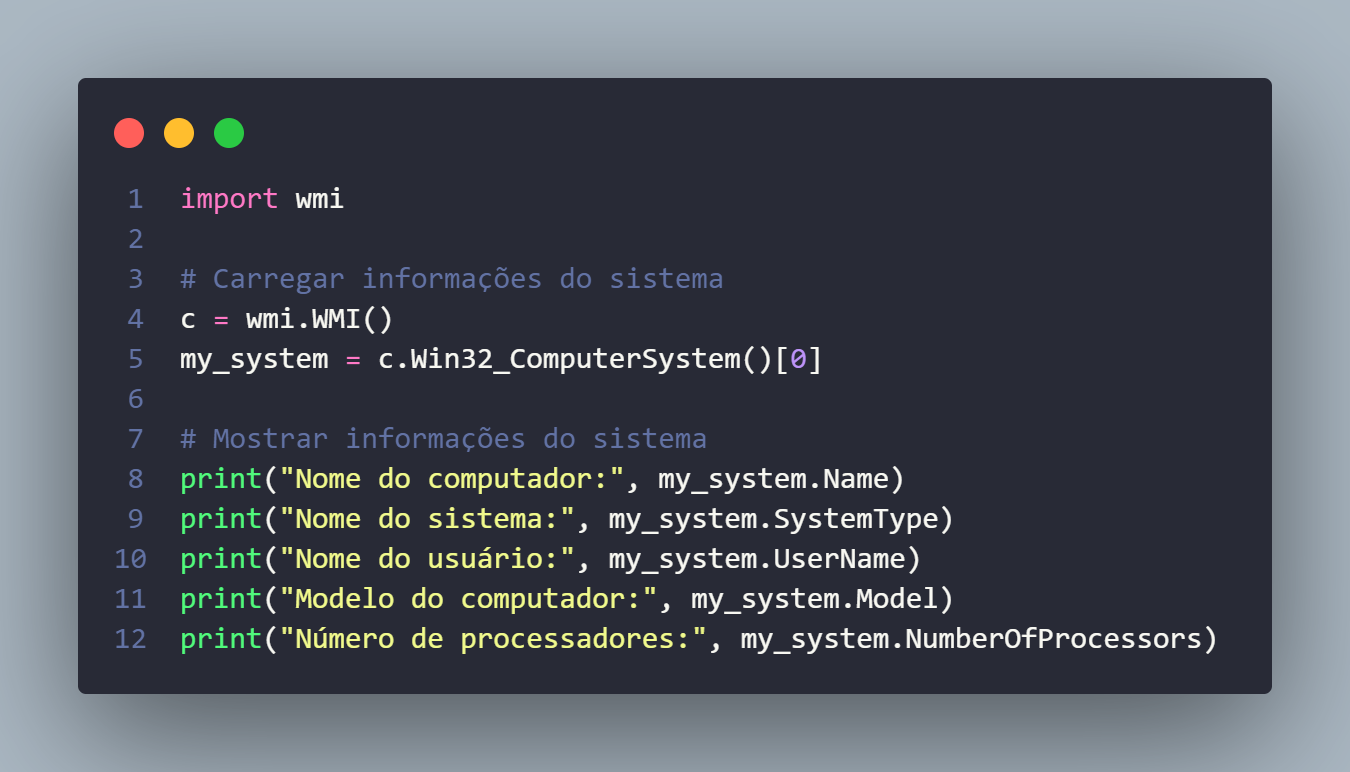 1 import wmi
2
3 # Carregar informações do sistema
4 c = wmi.WMI()
5 my_system = c.Win32_ComputerSystem()[0]
6
7 # Mostrar informações do sistema
8 print("Nome do computador:", my_system.Name)
9 print("Nome do sistema:", my_system.SystemType)
10 print("Nome do usuário:", my_system.UserName)
11 print("Modelo do computador:", my_system.Model)
12 print("Número de processadores:", my_system.NumberOfProcessors)